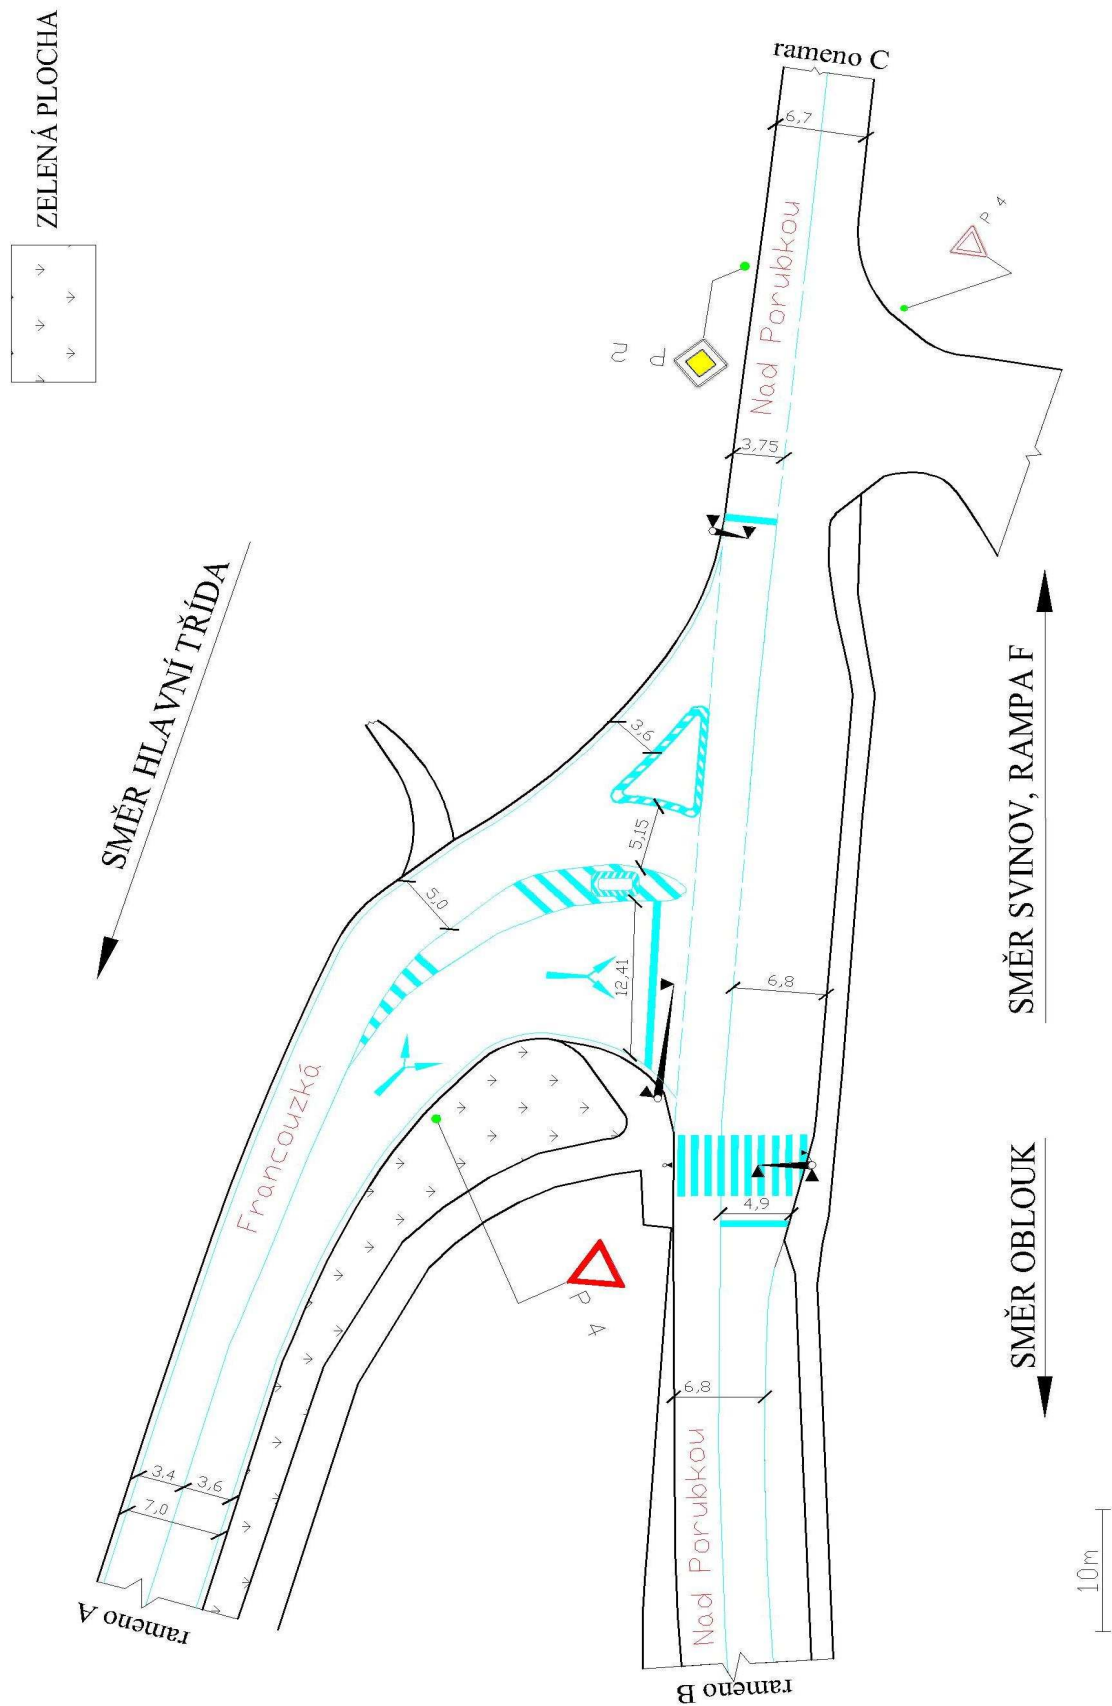 ZELENÁ PLOCHA
rameno C
6,7
Nad Porubkou
P 4
P 2
3,75
SMĚR HLAVNÍ TŘÍDA
3,6
5,15
5,0
12,41
6,8
SMĚR SVINOV, RAMPA F
Francouzká
4,9
SMĚR OBLOUK
P 4
6,8
Nad Porubkou
3,4
3,6
7,0
10m
rameno A
rameno B